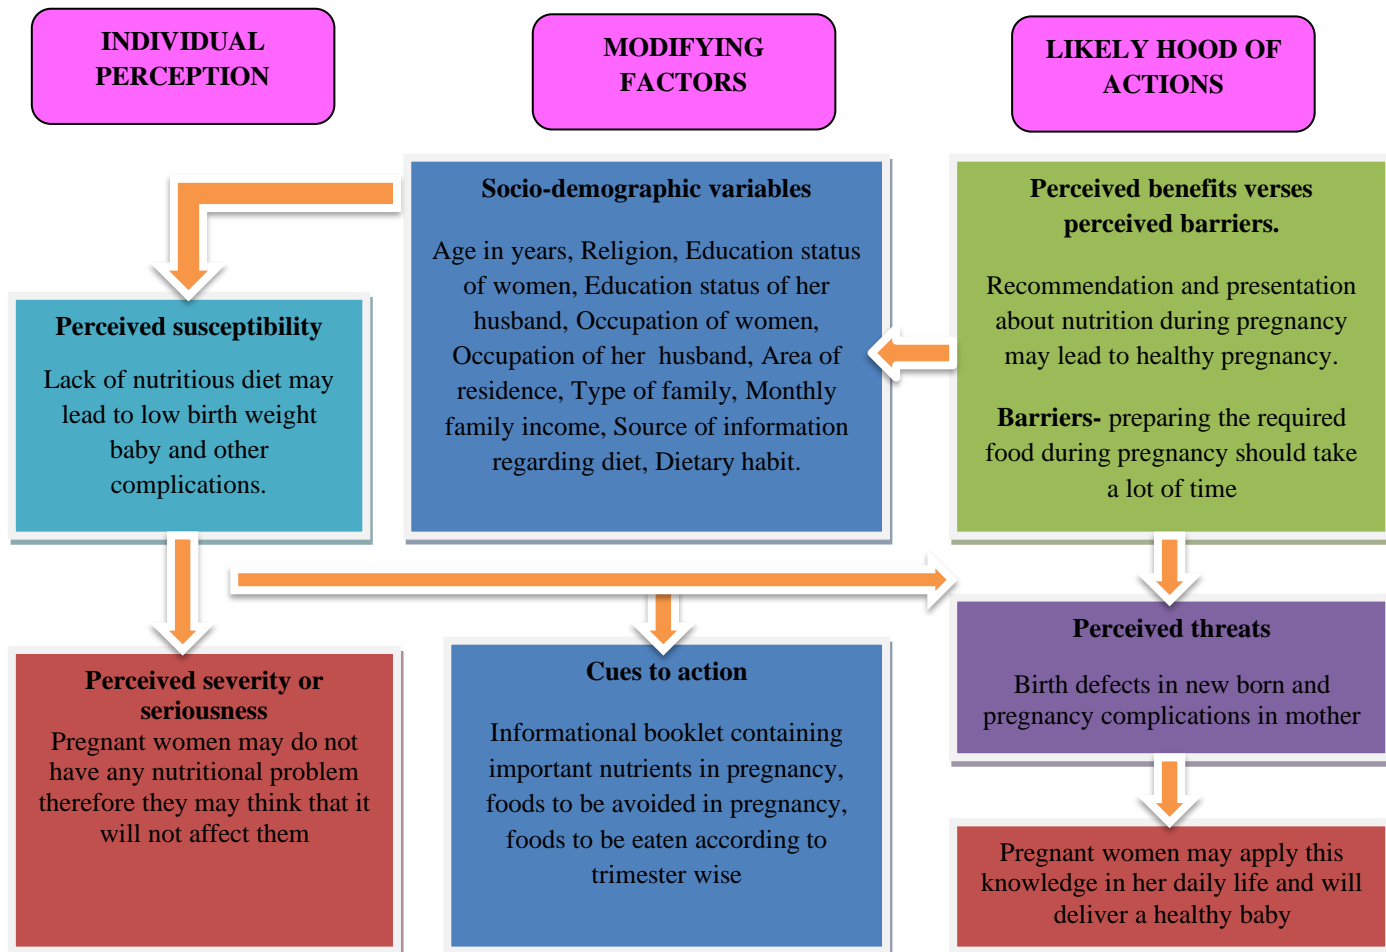 INDIVIDUAL
PERCEPTION
MODIFYING
FACTORS
LIKELY HOOD OF
ACTIONS
Socio-demographic variables
Age in years, Religion, Education status
of women, Education status of her
husband, Occupation of women,
Occupation of her husband, Area of
residence, Type of family, Monthly
family income, Source of information
regarding diet, Dietary habit.
Perceived benefits verses
perceived barriers.
Recommendation and presentation
about nutrition during pregnancy
may lead to healthy pregnancy.
Barriers- preparing the required
food during pregnancy should take
a lot of time
Perceived susceptibility
Lack of nutritious diet may
lead to low birth weight
baby and other
complications.
Perceived severity or
seriousness
Pregnant women may do not
have any nutritional problem
therefore they may think that it
will not affect them
Cues to action
Informational booklet containing
important nutrients in pregnancy,
foods to be avoided in pregnancy,
foods to be eaten according to
trimester wise
Perceived threats
Birth defects in new born and
pregnancy complications in mother
Pregnant women may apply this
knowledge in her daily life and will
deliver a healthy baby